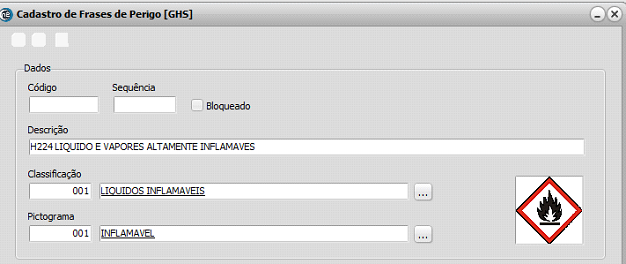 Cadastro de Frases de Perigo [GHS]
Dados
Código Sequência
Bloqueado
Descrição
H224 LIQUIDO E VAPORES ALTAMENTE INFLAMAVES
Classificação
001 LIQUIDOS INFLAMAVEIS ...
Pictograma
001 INFLAMAVEL ...